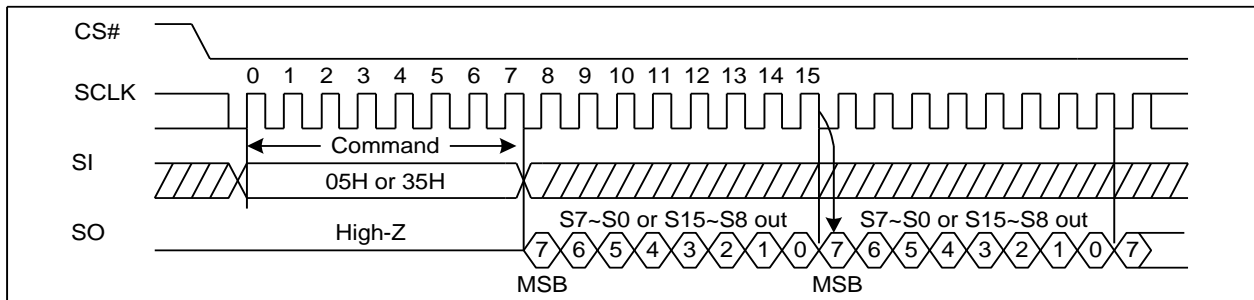 CS#
0 1 2 3 4 5 6 7 8 9 10 11 12 13 14 15
SCLK
Command
SI
05H or 35H
S7~S0 or S15~S8 out S7~S0 or S15~S8 out
SO
High-Z
7 6 5 4 3 2 1 0 7 6 5 4 3 2 1 0 7
MSB MSB